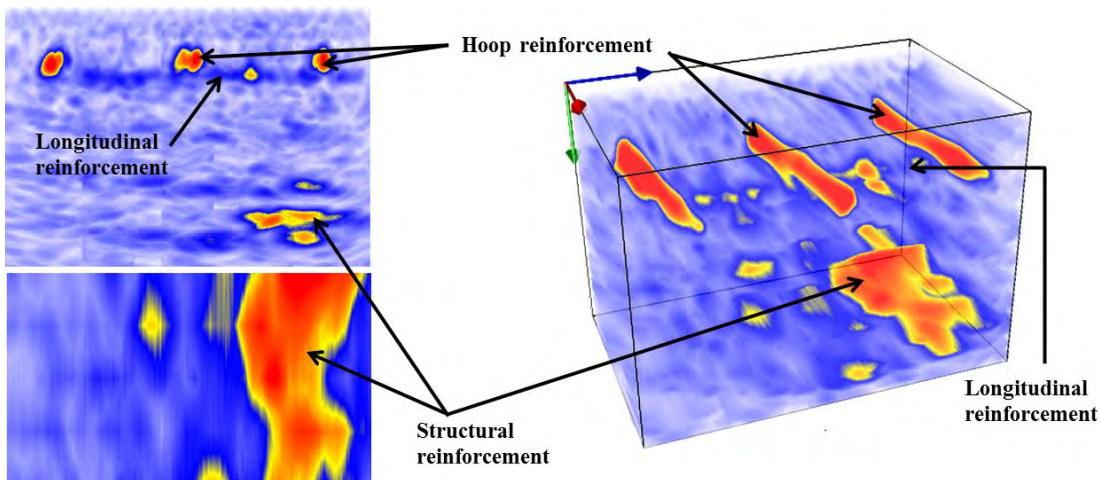 Hoop reinforcement
Longitudinal
reinforcement
Longitudinal
reinforcement
Structural
reinforcement